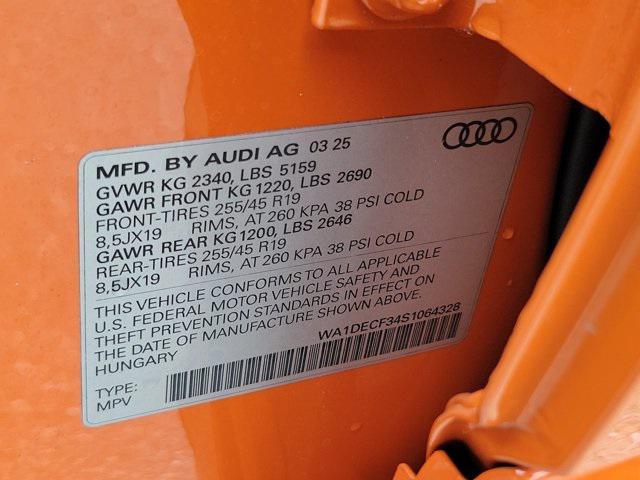 MFD. BY AUDI AG 03 25
GVWR KG 2340, LBS 5159
GAWR FRONT KG 1220, LBS 2690
FRONT-TIRES 255/45 R19
8,5JX19 RIMS, AT 260 KPA 38 PSI COLD
GAWR REAR KG1200, LBS 2646
REAR-TIRES 255/45 R19
8,5JX19 RIMS, AT 260 KPA 38 PSI COLD
THIS VEHICLE CONFORMS TO ALL APPLICABLE
U.S. FEDERAL MOTOR VEHICLE SAFETY AND
THEFT PREVENTION STANDARDS IN EFFECT ON
THE DATE OF MANUFACTURE SHOWN ABOVE.
HUNGARY
WA1DECF34S1064328
TYPE:
MPV